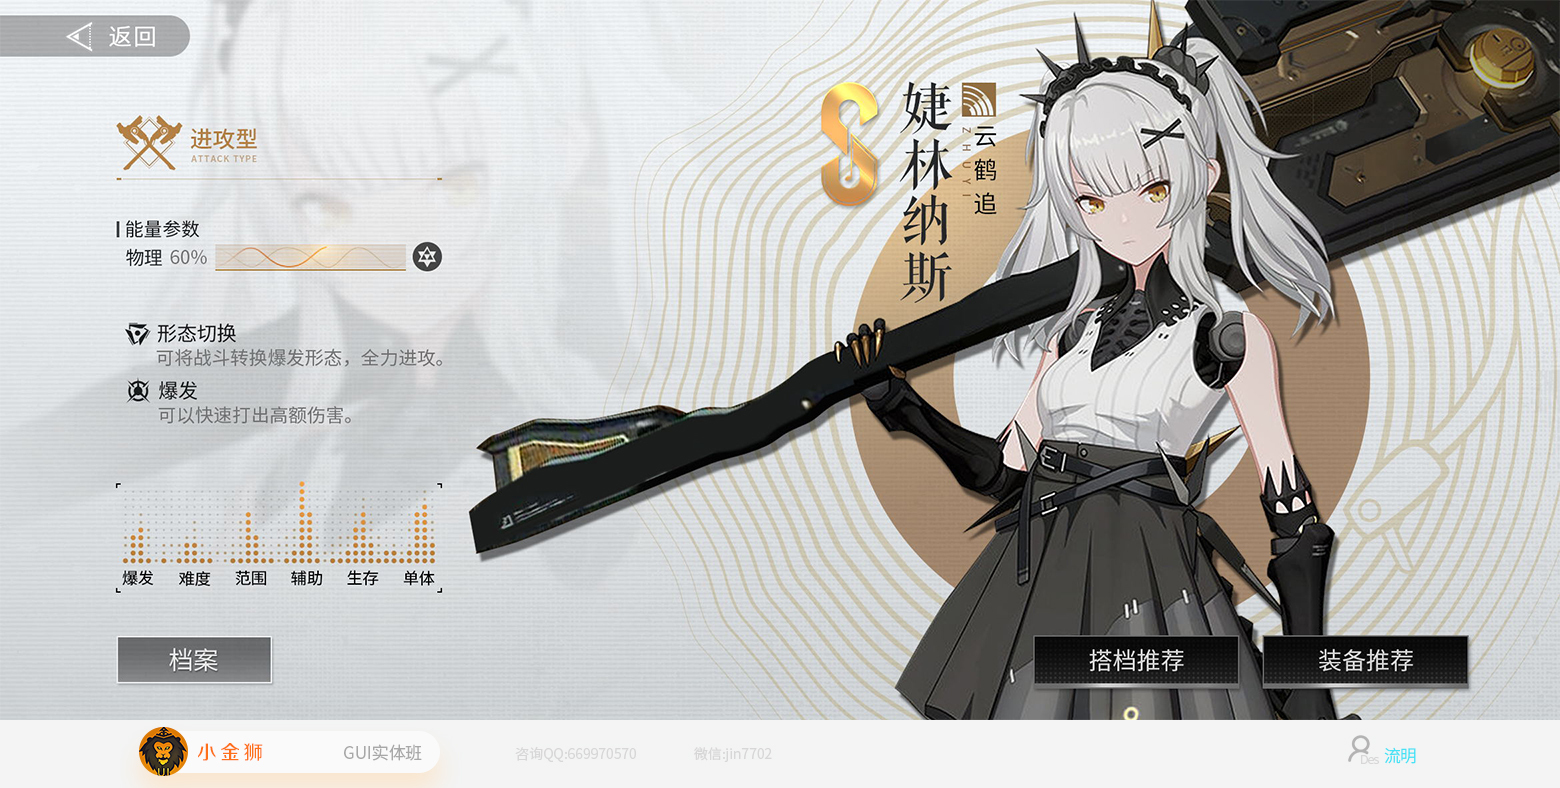 返回
进攻型
ATTACK TYPE
能量参数
物理 60%
形态切换
可将战斗转换爆发形态，全力进攻。
爆发
可以快速打出高额伤害。
爆发 难度 范围 辅助 生存 单体
档案
婕林纳斯
云鹤追
ZHUYI
搭档推荐
装备推荐
小金狮
GUI实体班
咨询QQ:669970570
微信:jin7702
Des 流明